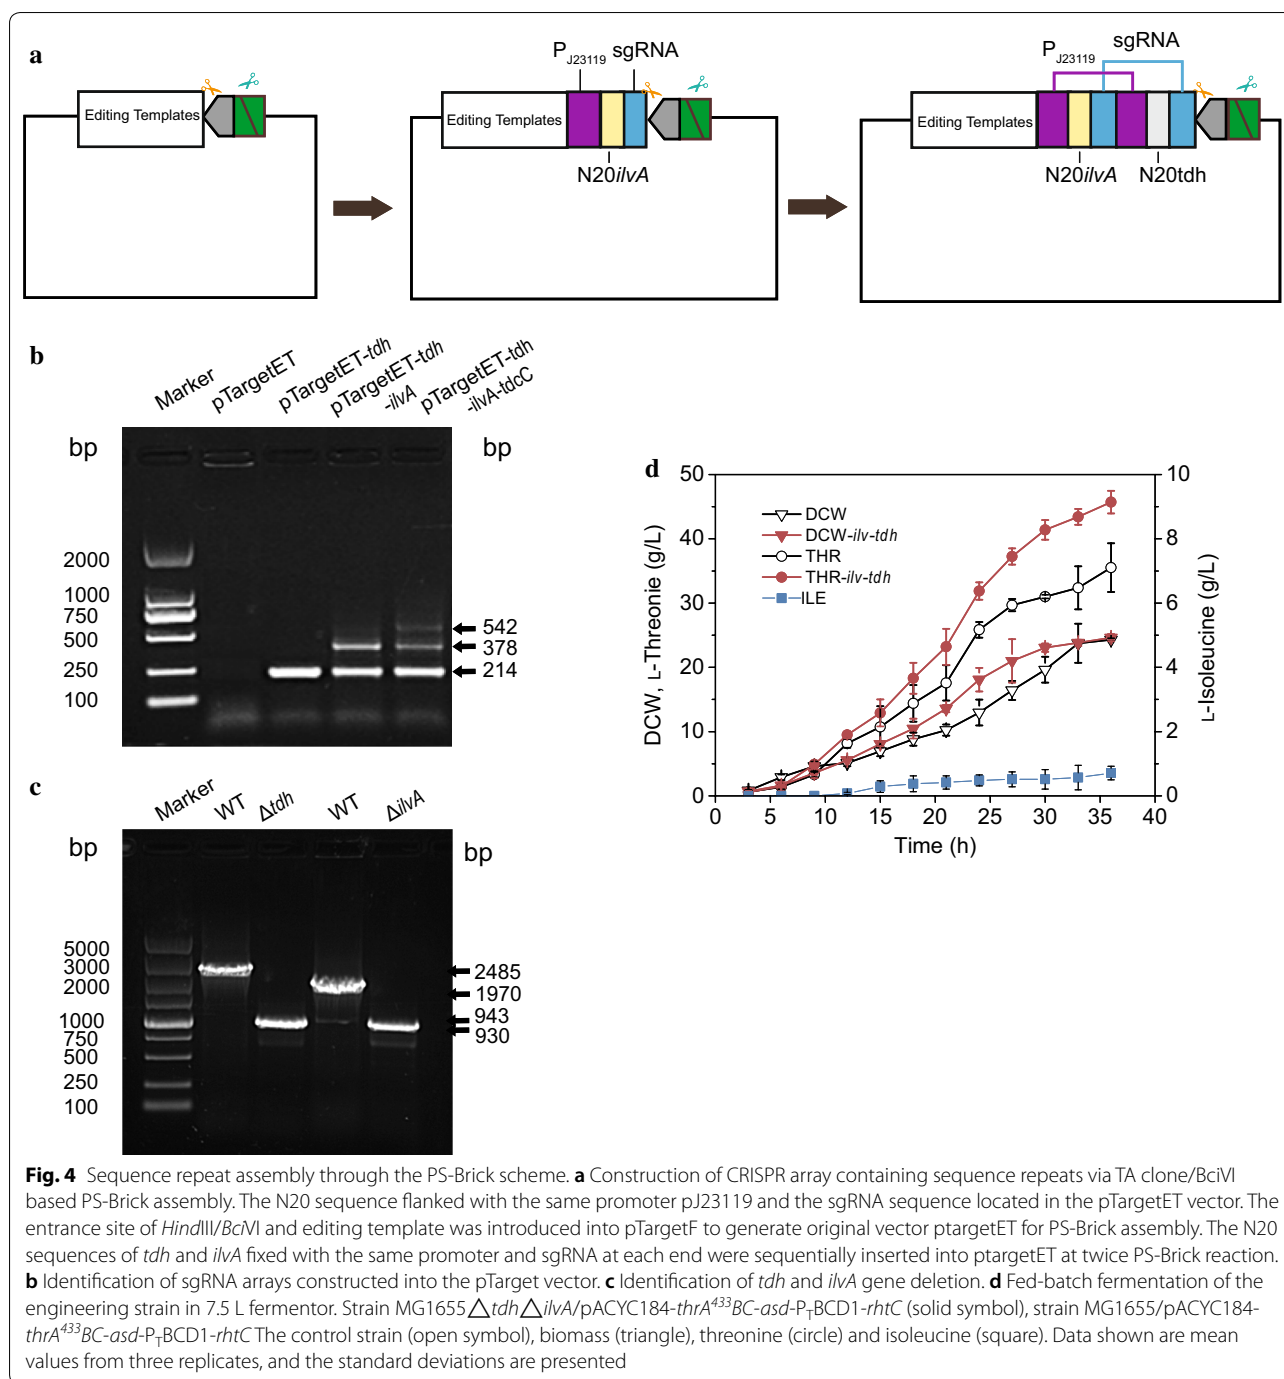 a
P_J23119 sgRNA
P_J23119
sgRNA
Editing Templates
Editing Templates
Editing Templates
N20ilvA
N20ilvA
N20tdh
b
Marker
pTargetET
pTargetET-tdh
pTargetET-tdh
-ilvA
pTargetET-tdh
-ilvA-tdcC
bp
bp
2000
1000
750
500
250
100
542
378
214
c
Marker
WT
Δtdh
WT
ΔilvA
bp
bp
5000
3000
2000
1000
750
500
250
100
2485
1970
943
930
d
50
40
30
20
10
0
DCW, L-Threonie (g/L)
DCW
DCW-ilv-tdh
THR
THR-ilv-tdh
ILE
10
8
6
4
2
0
L-Isoleucine (g/L)
0 5 10 15 20 25 30 35 40
Time (h)
Fig. 4 Sequence repeat assembly through the PS-Brick scheme. a Construction of CRISPR array containing sequence repeats via TA clone/BciVI
based PS-Brick assembly. The N20 sequence flanked with the same promoter pJ23119 and the sgRNA sequence located in the pTargetET vector. The
entrance site of HindIII/BciVI and editing template was introduced into pTargetF to generate original vector ptargetET for PS-Brick assembly. The N20
sequences of tdh and ilvA fixed with the same promoter and sgRNA at each end were sequentially inserted into ptargetET at twice PS-Brick reaction.
b Identification of sgRNA arrays constructed into the pTarget vector. c Identification of tdh and ilvA gene deletion. d Fed-batch fermentation of the
engineering strain in 7.5 L fermentor. Strain MG1655△tdh△ilvA/pACYC184-thrA⁴³³BC-asd-P_TBCD1-rhtC (solid symbol), strain MG1655/pACYC184-
thrA⁴³³BC-asd-P_TBCD1-rhtC The control strain (open symbol), biomass (triangle), threonine (circle) and isoleucine (square). Data shown are mean
values from three replicates, and the standard deviations are presented